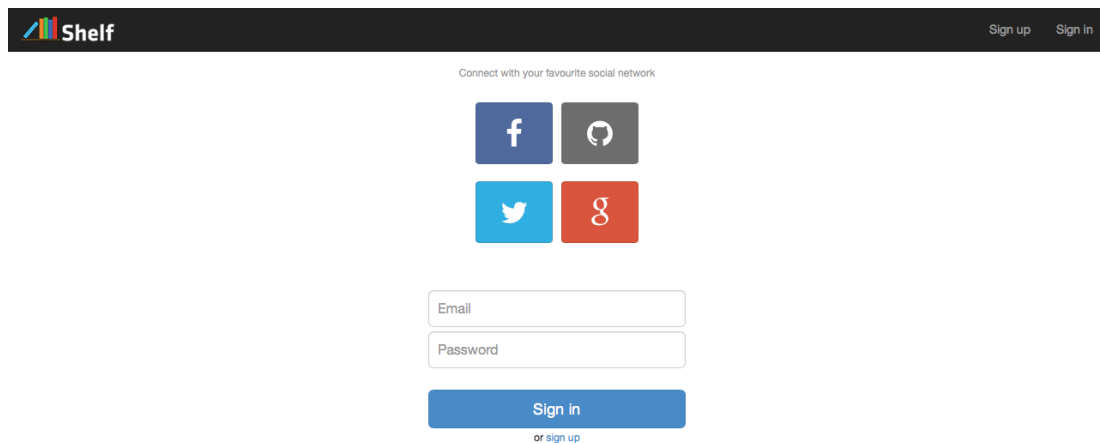 Shelf
Sign up Sign in
Connect with your favourite social network
Email
Password
Sign in
or sign up